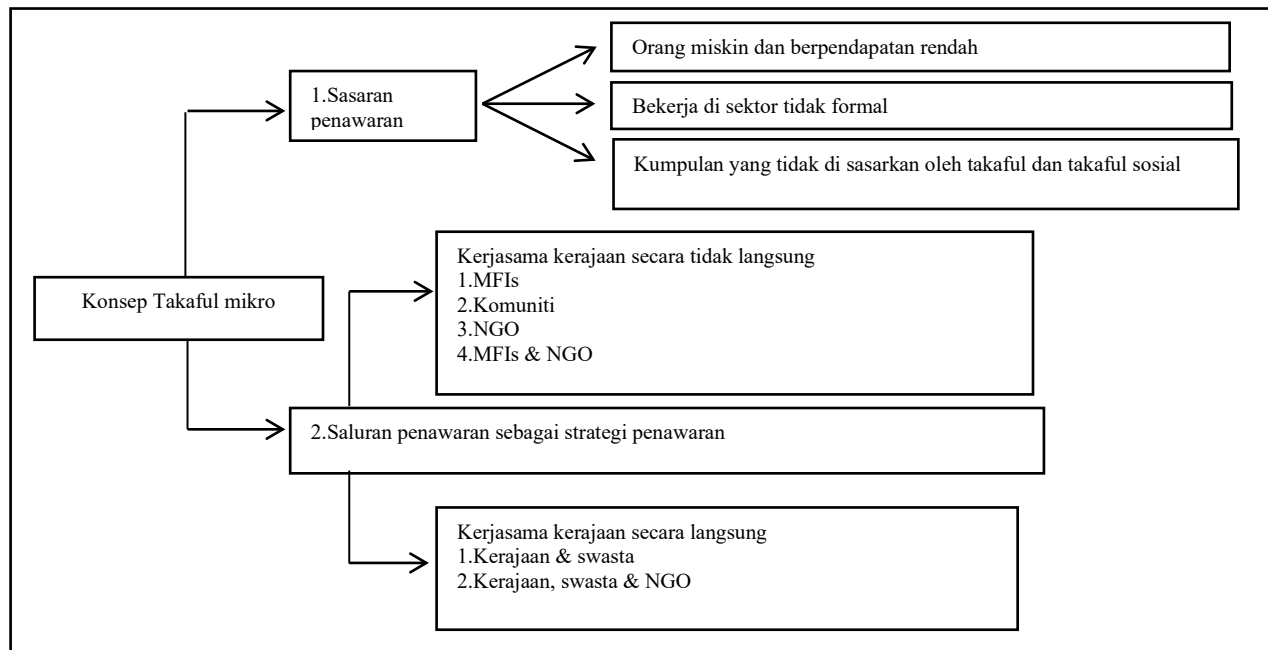 Orang miskin dan berpendapatan rendah
1.Sasaran
penawaran
Bekerja di sektor tidak formal
Kumpulan yang tidak di sasarkan oleh takaful dan takaful sosial
Konsep Takaful mikro
Kerjasama kerajaan secara tidak langsung
1.MFIs
2.Komuniti
3.NGO
4.MFIs & NGO
2.Saluran penawaran sebagai strategi penawaran
Kerjasama kerajaan secara langsung
1.Kerajaan & swasta
2.Kerajaan, swasta & NGO